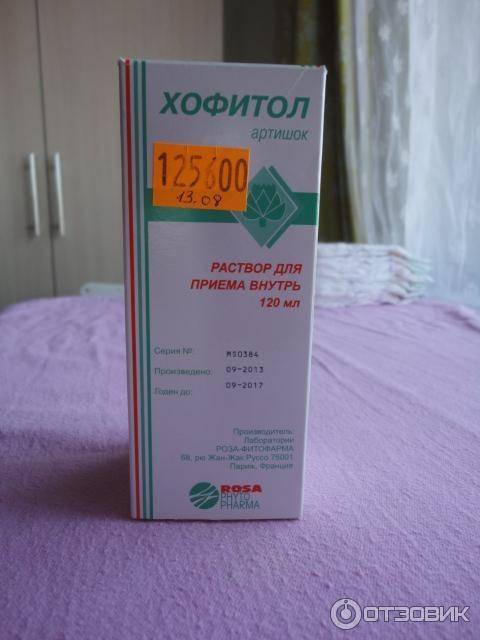 ХОФИТОЛ
артишок
125600
13.08
РАСТВОР ДЛЯ
ПРИЕМА ВНУТРЬ
120 мл
Серия №: MS0384
Произведено: 09-2013
Годен до: 09-2017
Производитель:
Лаборатории
РОЗА-ФИТОФАРМА
68, рю Жан-Жак Руссо 75001
Париж, Франция
ROSA
PHYTO
PHARMA
ОТЗОВИК